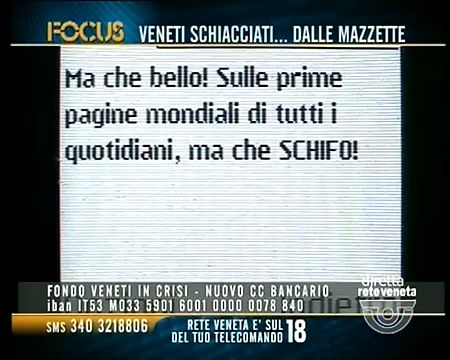 FOCUS VENETI SCHIACCIATI... DALLE MAZZETTE
Ma che bello! Sulle prime
pagine mondiali di tutti i
quotidiani, ma che SCHIFO!
diretta
reteveneta
FONDO VENETI IN CRISI - NUOVO CC BANCARIO
iban IT53 M033 5901 6001 0000 0078 840
SMS 340 3218806
RETE VENETA E' SUL
DEL TUO TELECOMANDO 18